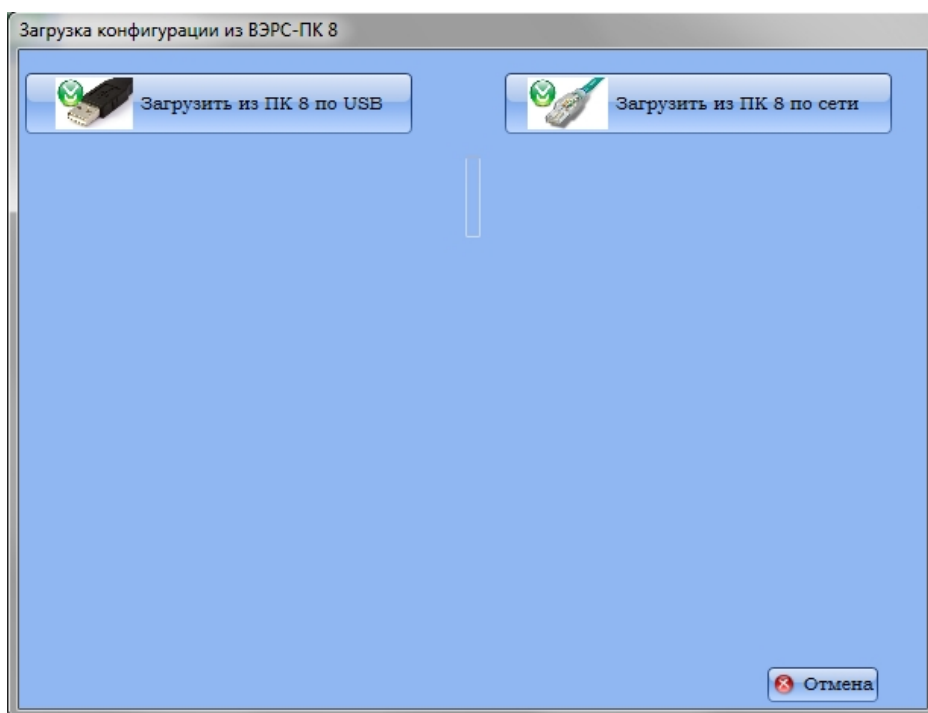 Загрузка конфигурации из ВЭРС-ПК 8
Загрузить из ПК 8 по USB
Загрузить из ПК 8 по сети
Отмена